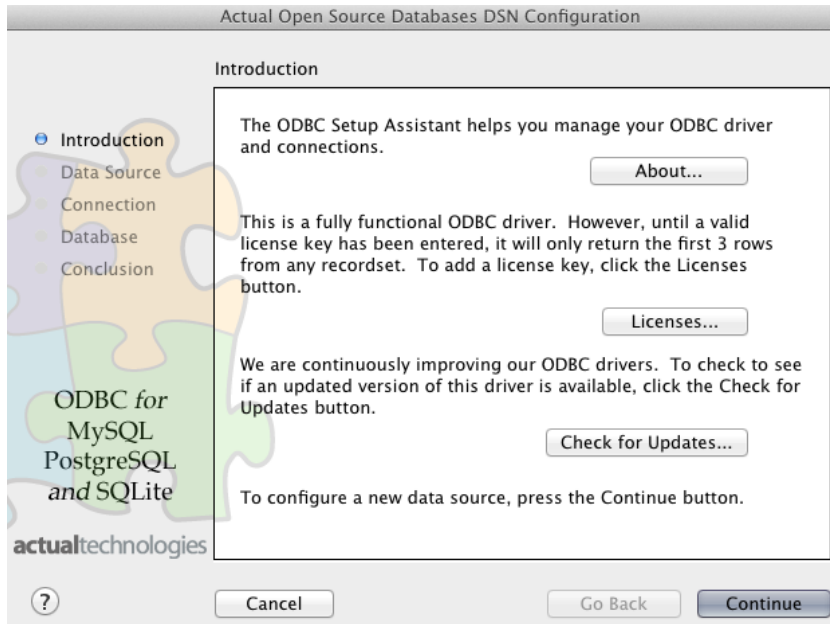 Actual Open Source Databases DSN Configuration
Introduction
Introduction
Data Source
Connection
Database
Conclusion
ODBC for
MySQL
PostgreSQL
and SQLite
actualtechnologies
The ODBC Setup Assistant helps you manage your ODBC driver
and connections.
About...
This is a fully functional ODBC driver.  However, until a valid
license key has been entered, it will only return the first 3 rows
from any recordset.  To add a license key, click the Licenses
button.
Licenses...
We are continuously improving our ODBC drivers.  To check to see
if an updated version of this driver is available, click the Check for
Updates button.
Check for Updates...
To configure a new data source, press the Continue button.
?
Cancel
Go Back
Continue